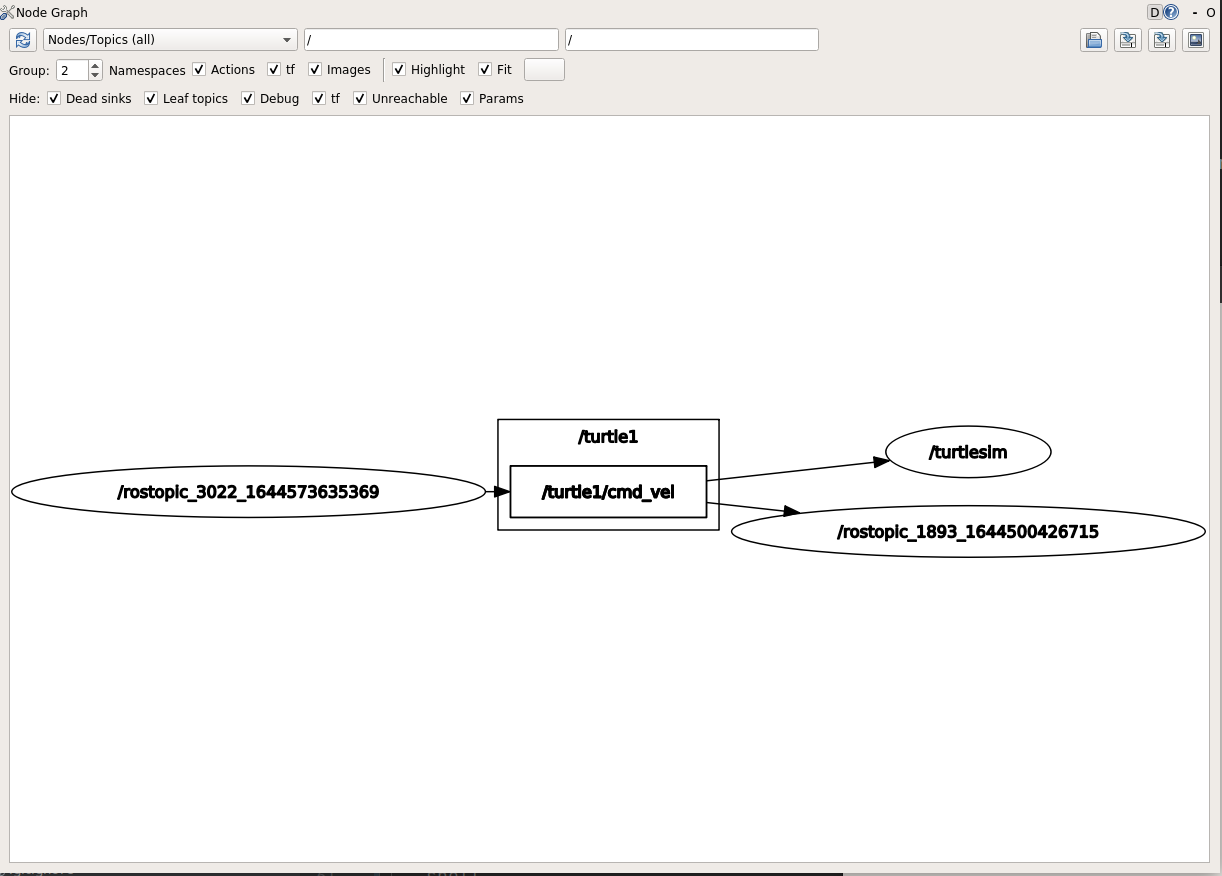 Node Graph D ? - O
Nodes/Topics (all) / /
Group: 2 Namespaces Actions tf Images Highlight Fit
Hide: Dead sinks Leaf topics Debug tf Unreachable Params
/turtle1
/turtlesim
/rostopic_3022_1644573635369 /turtle1/cmd_vel
/rostopic_1893_1644500426715